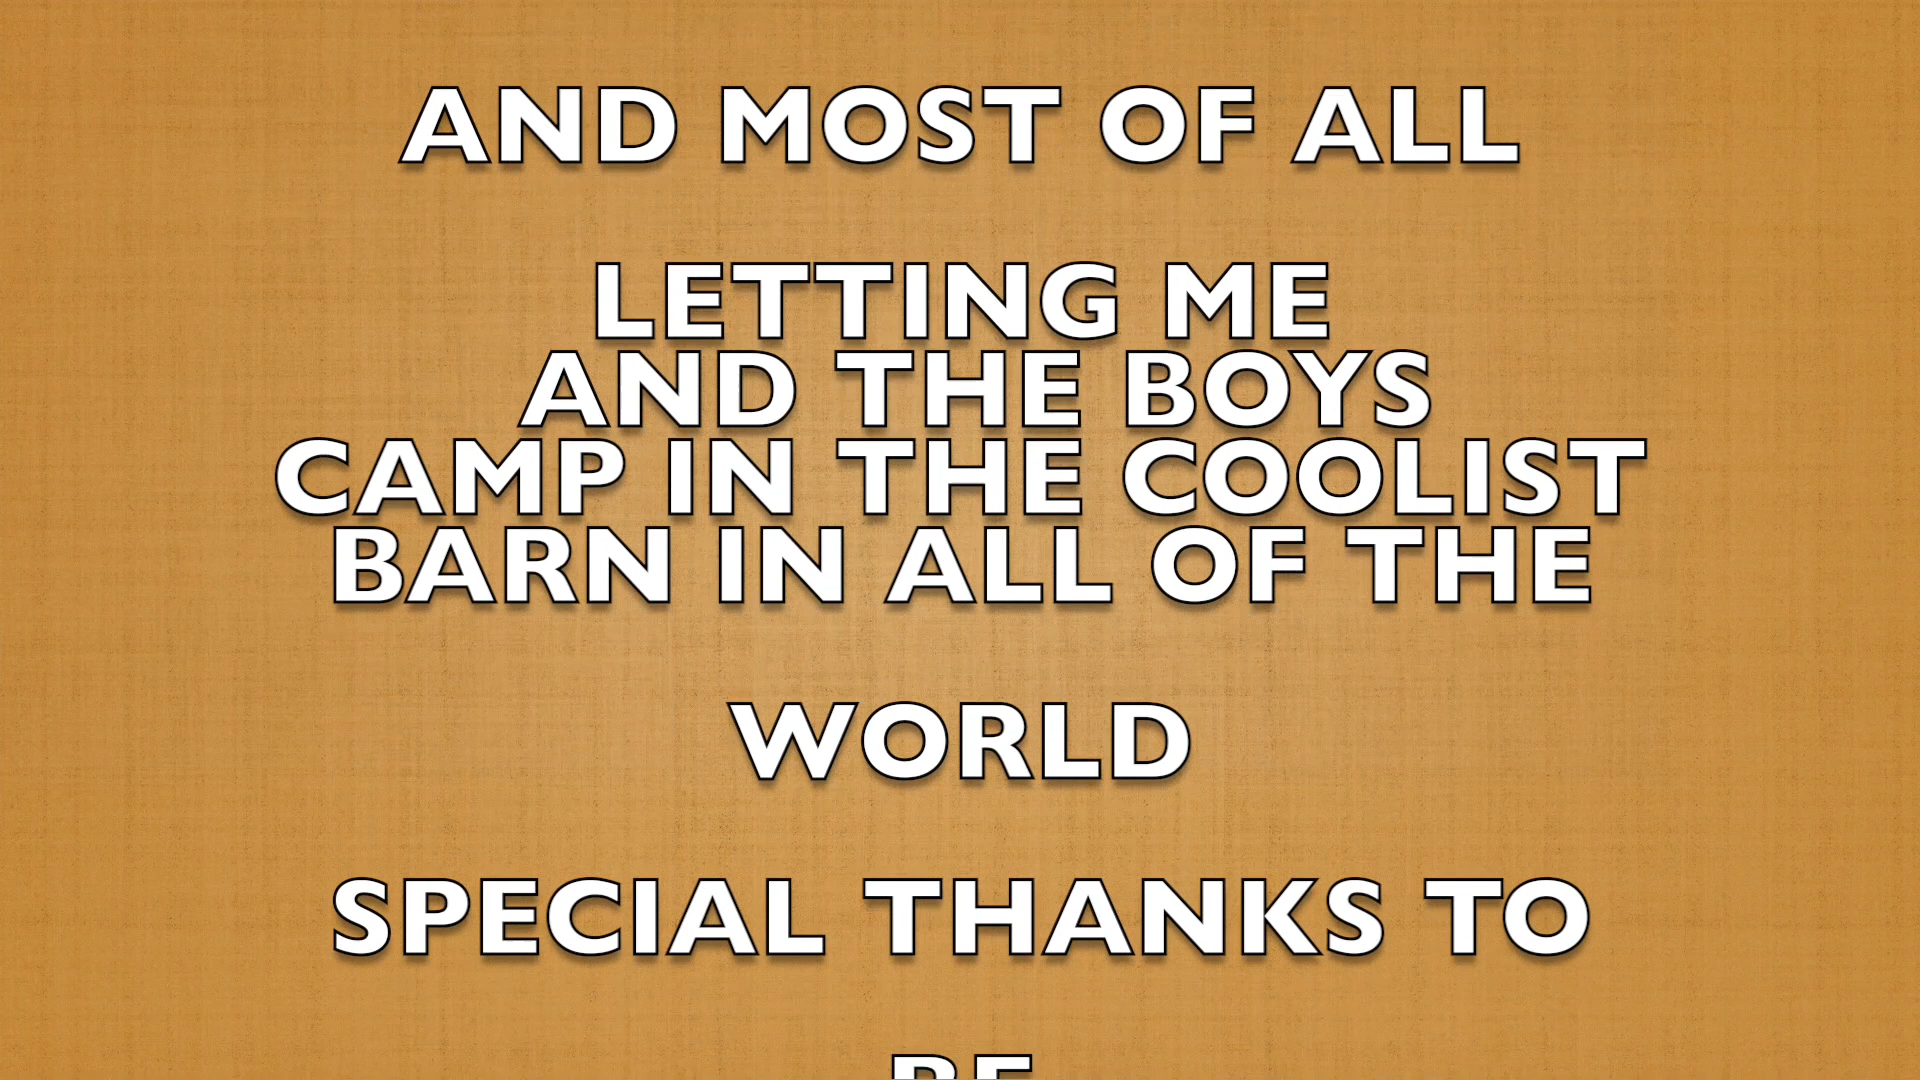 AND MOST OF ALL
LETTING ME
AND THE BOYS
CAMP IN THE COOLIST
BARN IN ALL OF THE
WORLD
SPECIAL THANKS TO